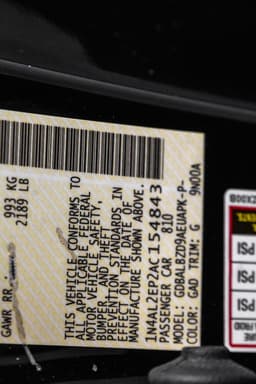 993 KG
2189 LB
GAWR RR:
THIS VEHICLE CONFORMS TO
ALL APPLICABLE FEDERAL
MOTOR VEHICLE SAFETY,
BUMPER, AND THEFT
PREVENTION STANDARDS IN
EFFECT ON THE DATE OF
MANUFACTURE SHOWN ABOVE.
1N4AL2EP2AC154843
PASSENGER CAR 810
MODEL: GDBALBZD9AEUAPK-P-
COLOR: GAD TRIM: G 9N00A
PSI
PSI
PSI